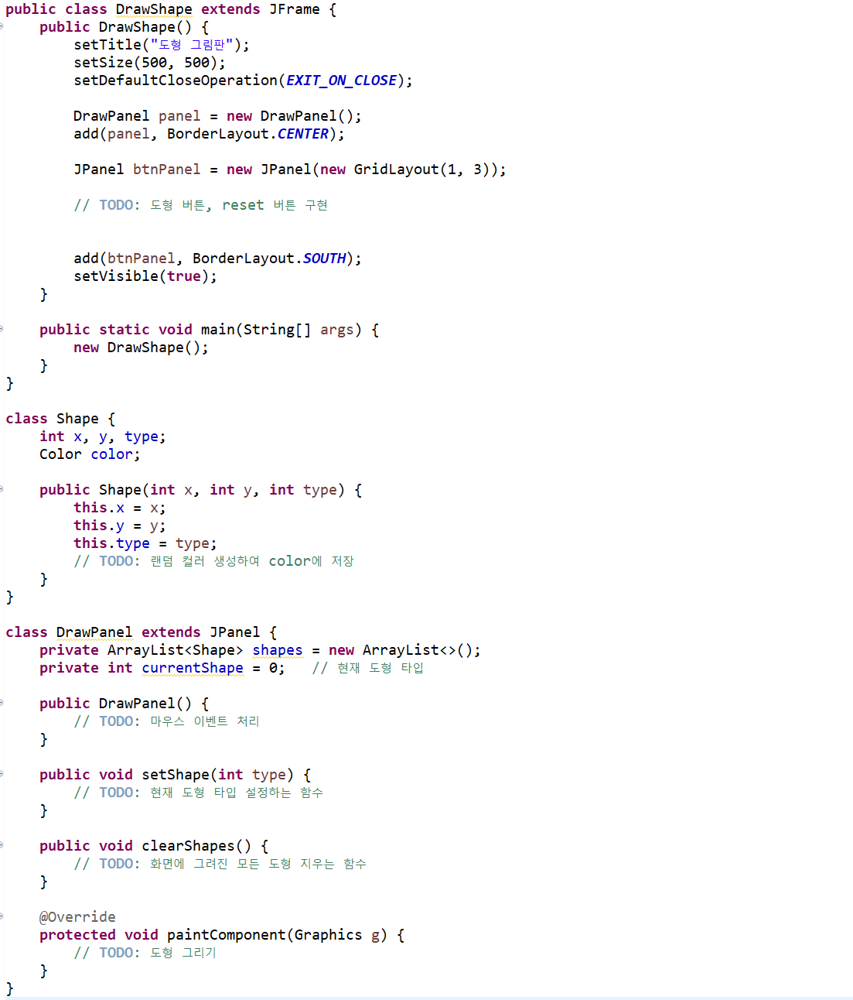 public class DrawShape extends JFrame {
    public DrawShape() {
        setTitle("도형 그림판");
        setSize(500, 500);
        setDefaultCloseOperation(EXIT_ON_CLOSE);

        DrawPanel panel = new DrawPanel();
        add(panel, BorderLayout.CENTER);

        JPanel btnPanel = new JPanel(new GridLayout(1, 3));

        // TODO: 도형 버튼, reset 버튼 구현


        add(btnPanel, BorderLayout.SOUTH);
        setVisible(true);
    }

    public static void main(String[] args) {
        new DrawShape();
    }
}

class Shape {
    int x, y, type;
    Color color;

    public Shape(int x, int y, int type) {
        this.x = x;
        this.y = y;
        this.type = type;
        // TODO: 랜덤 컬러 생성하여 color에 저장
    }
}

class DrawPanel extends JPanel {
    private ArrayList<Shape> shapes = new ArrayList<>();
    private int currentShape = 0;   // 현재 도형 타입

    public DrawPanel() {
        // TODO: 마우스 이벤트 처리
    }

    public void setShape(int type) {
        // TODO: 현재 도형 타입 설정하는 함수
    }

    public void clearShapes() {
        // TODO: 화면에 그려진 모든 도형 지우는 함수
    }

    @Override
    protected void paintComponent(Graphics g) {
        // TODO: 도형 그리기
    }
}